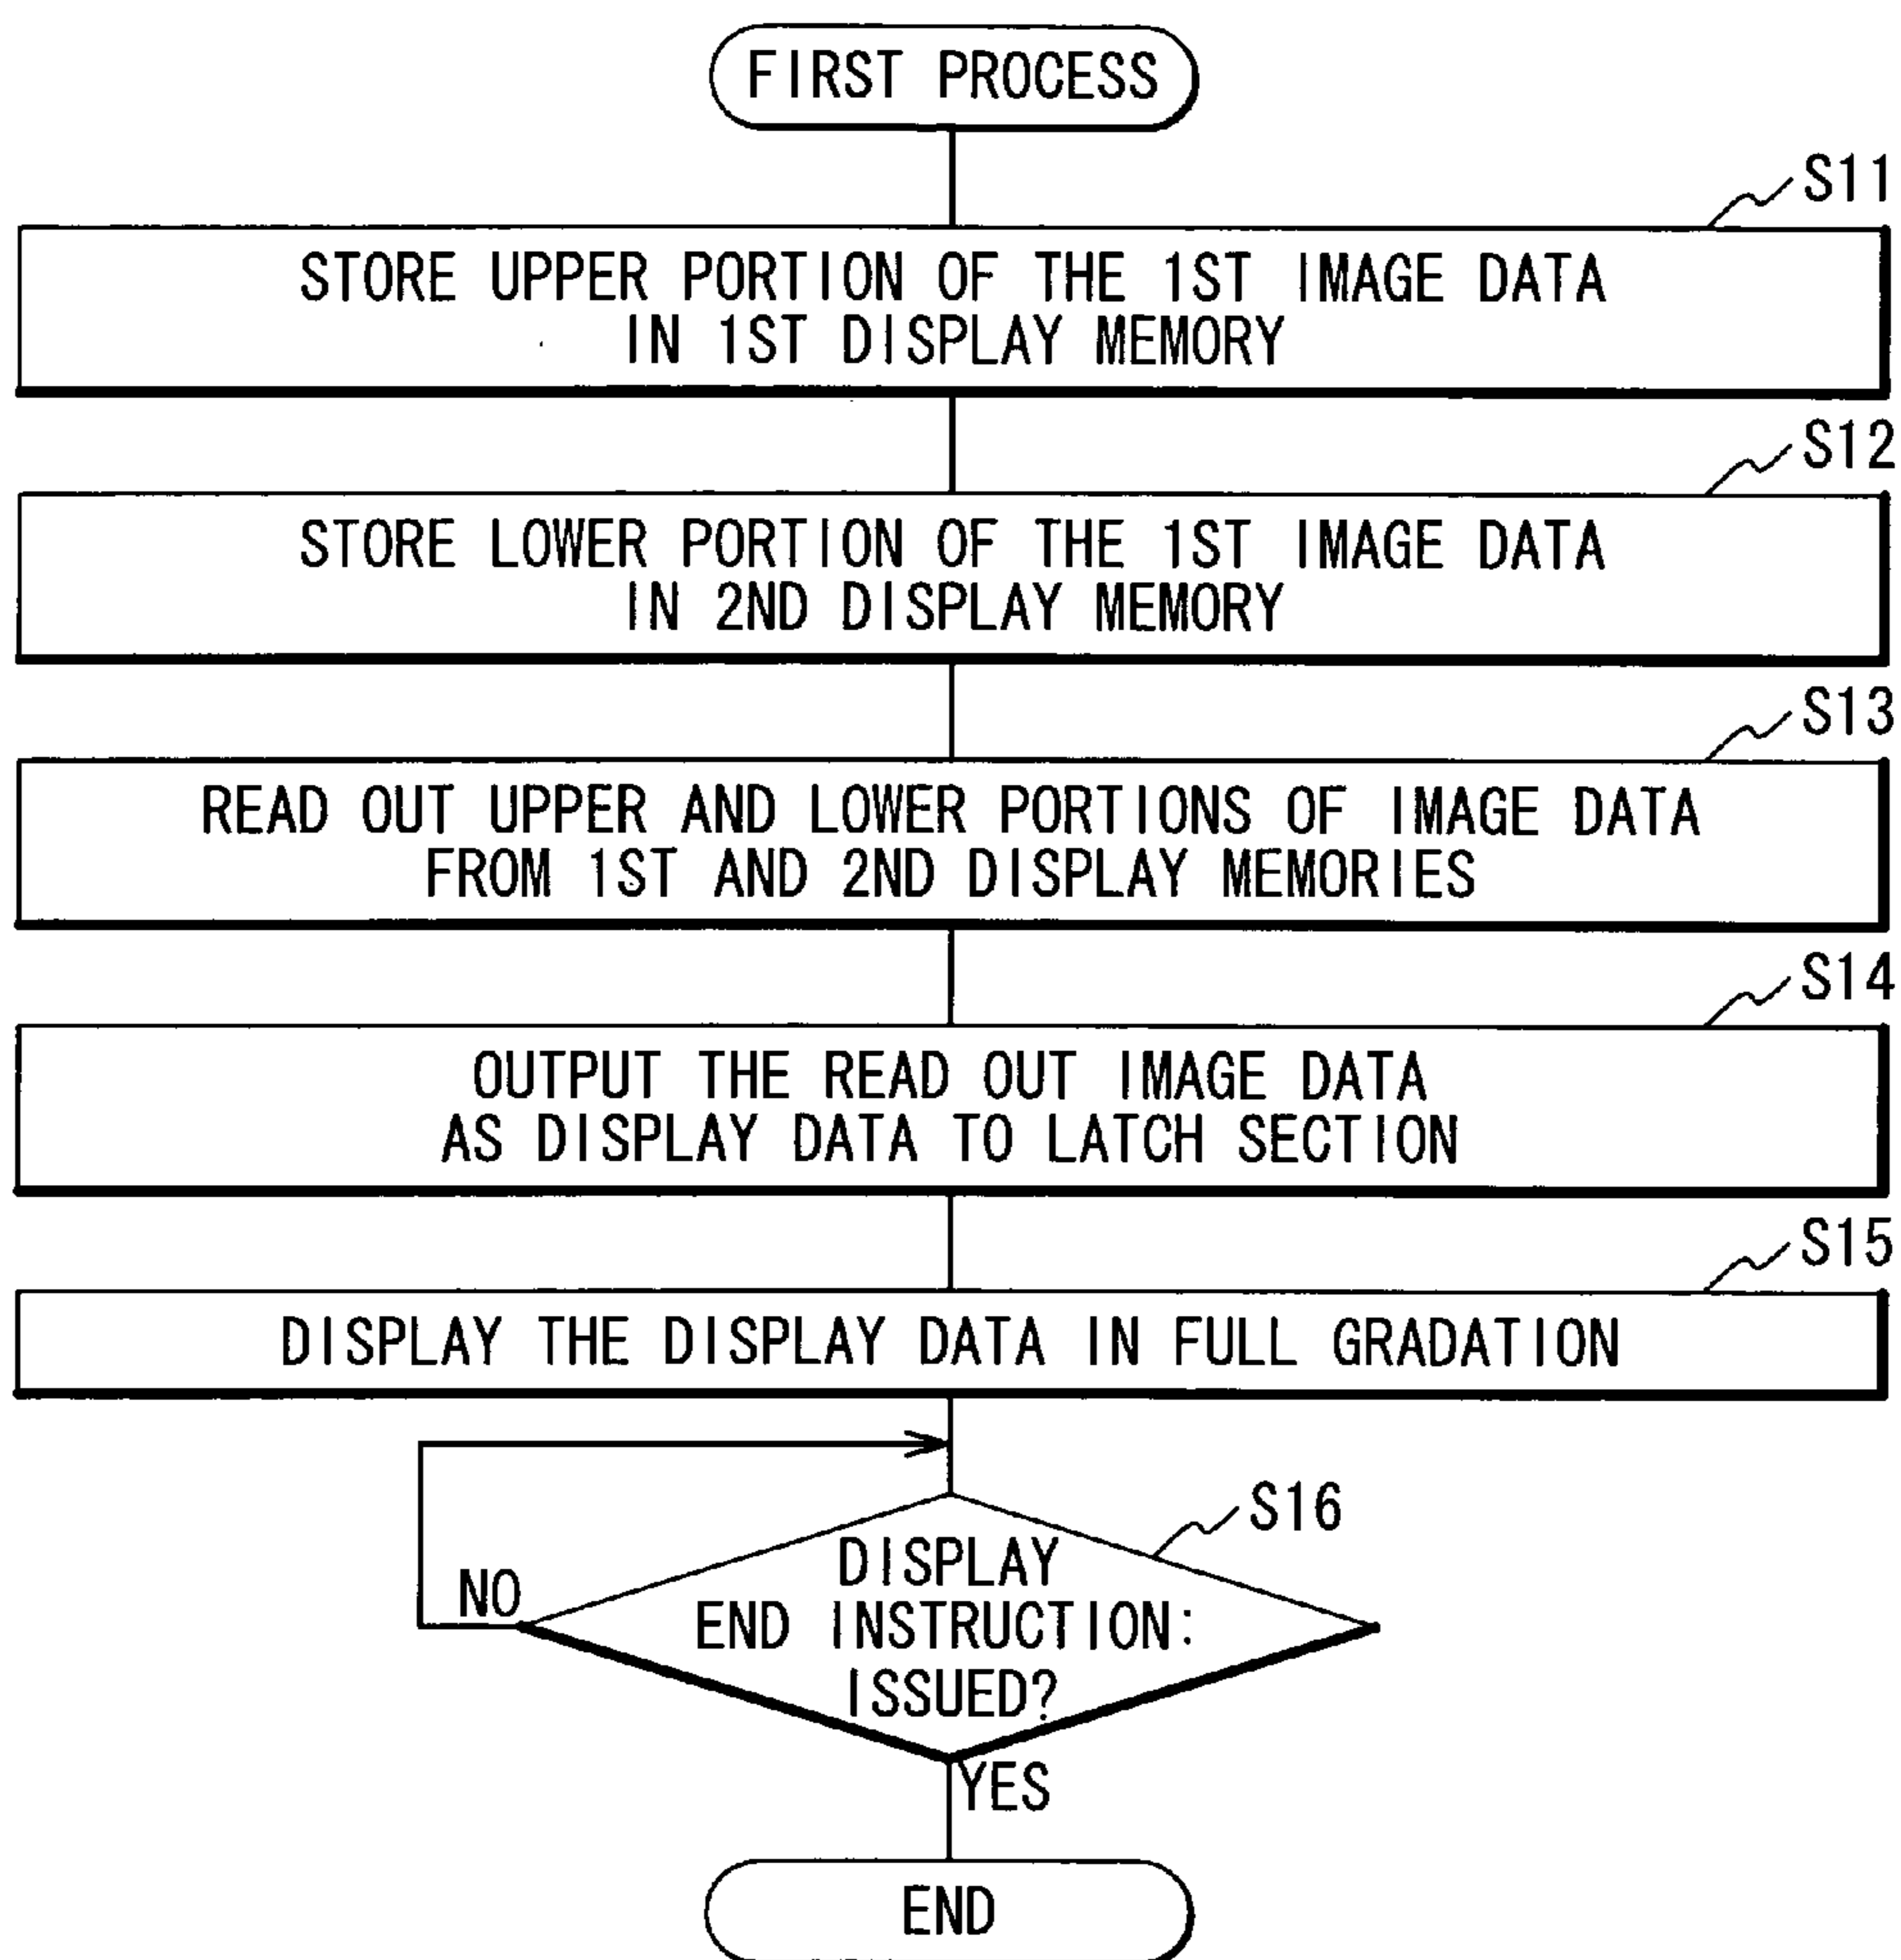 FIRST PROCESS
S11
STORE UPPER PORTION OF THE 1ST IMAGE DATA
IN 1ST DISPLAY MEMORY
S12
STORE LOWER PORTION OF THE 1ST IMAGE DATA
IN 2ND DISPLAY MEMORY
S13
READ OUT UPPER AND LOWER PORTIONS OF IMAGE DATA
FROM 1ST AND 2ND DISPLAY MEMORIES
S14
OUTPUT THE READ OUT IMAGE DATA
AS DISPLAY DATA TO LATCH SECTION
S15
DISPLAY THE DISPLAY DATA IN FULL GRADATION
S16
DISPLAY
END INSTRUCTION:
ISSUED?
NO
YES
END